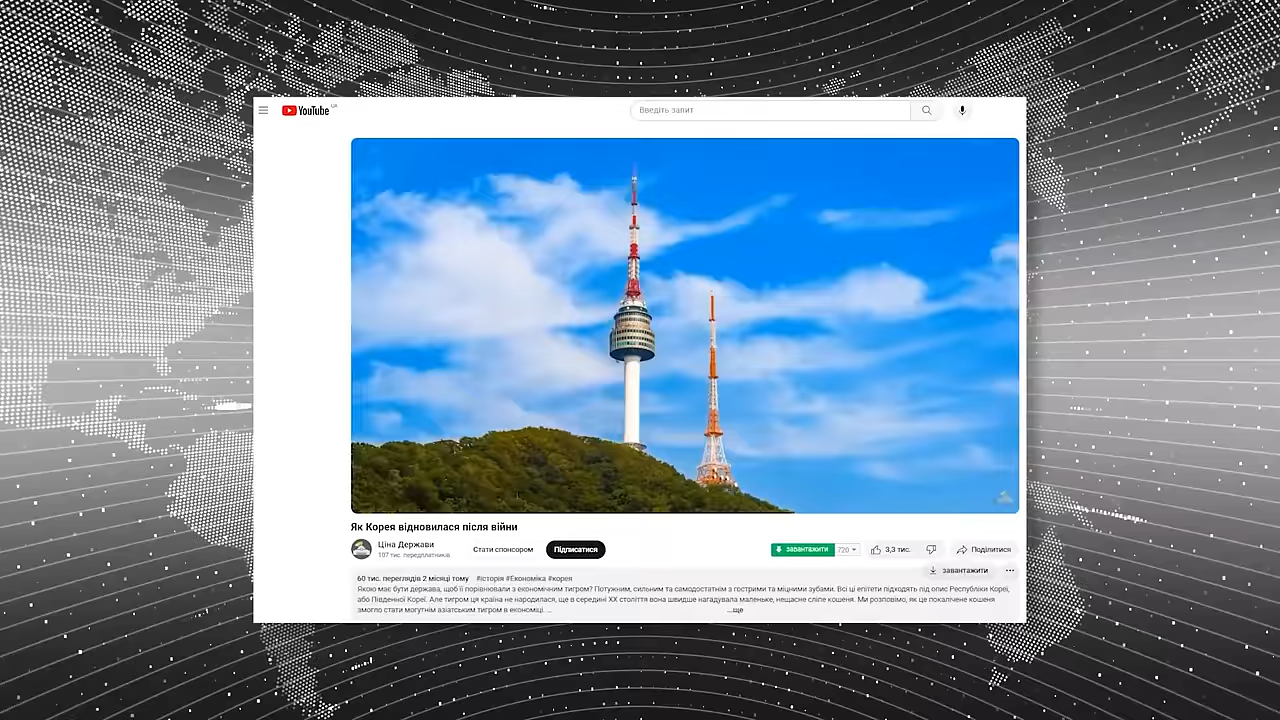 YouTube UA
Введіть запит
Як Корея відновилася після війни
Ціна Держави
107 тис. передплатників
Стати спонсором
Підписатися
завантажити
720
3,3 тис.
Поділитися
завантажити
60 тис. переглядів 2 місяці тому #історія #Економіка #корея
Якою має бути держава, щоб її порівнювали з економічним тигром? Потужним, сильним та самодостатнім з гострими та міцними зубами. Всі ці епітети підходять під опис Республіки Кореї,
або Південної Кореї. Але тигром ця країна не народилася, ще в середині XX століття вона швидше нагадувала маленьке, нещасне сліпе кошеня. Ми розповімо, як це покалічене кошеня
змогло стати могутнім азіатським тигром в економіці. ...
...ще